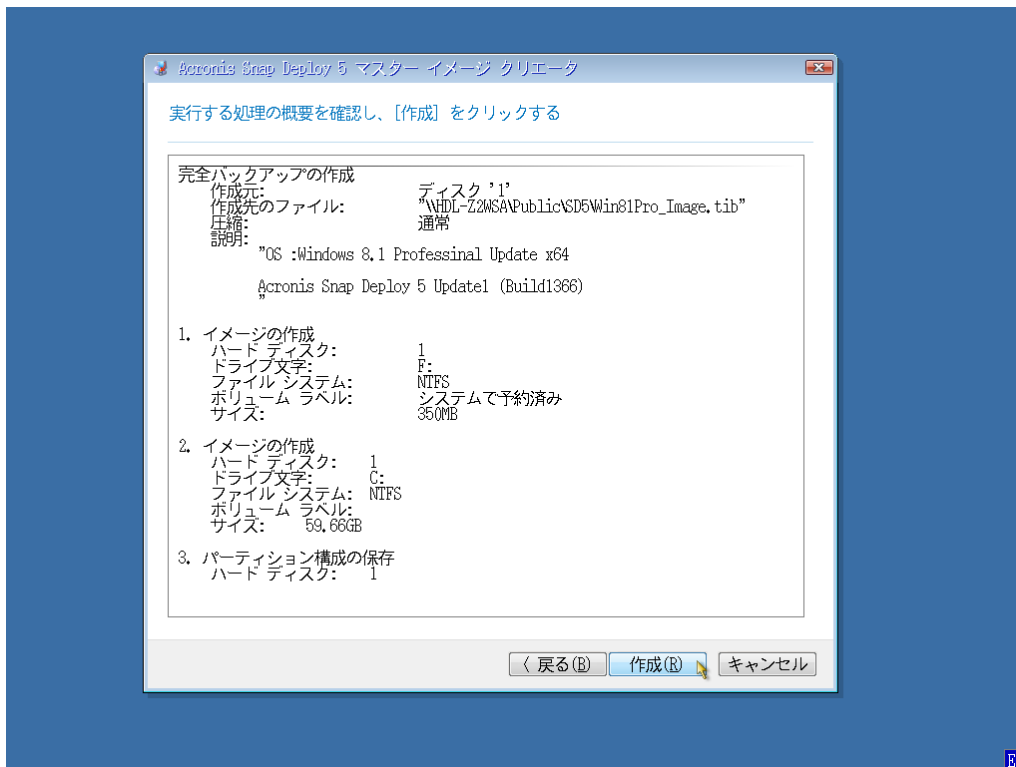 Acronis Snap Deploy 5 マスター イメージ クリエータ
実行する処理の概要を確認し、[作成] をクリックする
完全バックアップの作成
作成元: ディスク '1'
作成先のファイル: "\\HDL-Z2WSA\Public\SD5\Win81Pro_Image.tib"
圧縮: 通常
説明:
"OS :Windows 8.1 Professinal Update x64
Acronis Snap Deploy 5 Update1 (Build1366)
"
1. イメージの作成
ハード ディスク: 1
ドライブ文字: F:
ファイル システム: NTFS
ボリューム ラベル: システムで予約済み
サイズ: 350MB
2. イメージの作成
ハード ディスク: 1
ドライブ文字: C:
ファイル システム: NTFS
ボリューム ラベル:
サイズ: 59.66GB
3. パーティション構成の保存
ハード ディスク: 1
< 戻る(B) 作成(R) キャンセル
E